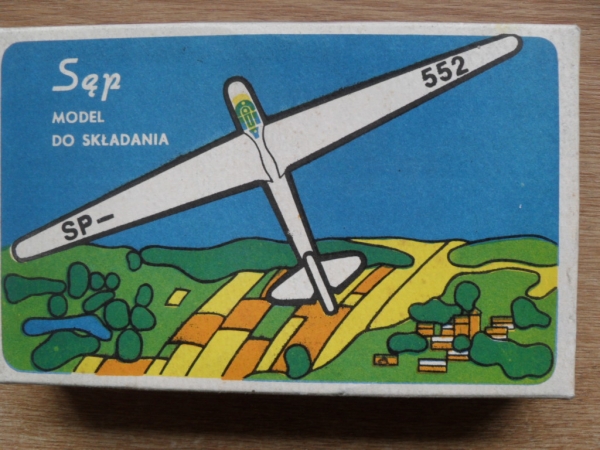 Sęp
MODEL
DO SKŁADANIA
552
SP-